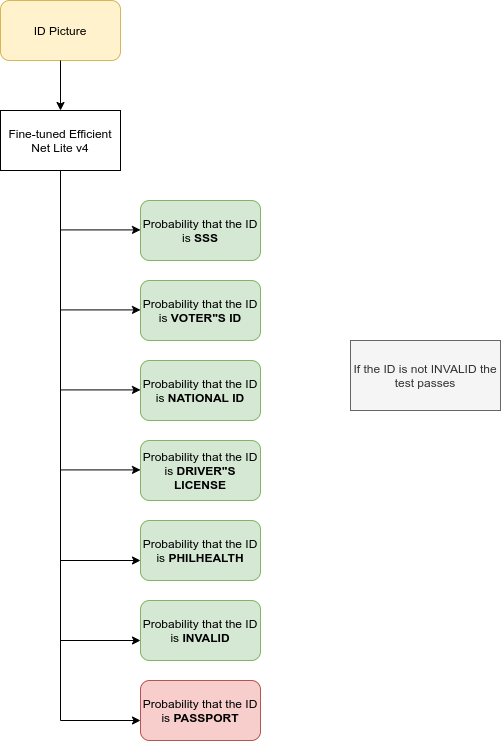 ID Picture
Fine-tuned Efficient
Net Lite v4
Probability that the ID
is SSS
Probability that the ID
is VOTER"S ID
If the ID is not INVALID the
test passes
Probability that the ID
is NATIONAL ID
Probability that the ID
is DRIVER"S
LICENSE
Probability that the ID
is PHILHEALTH
Probability that the ID
is INVALID
Probability that the ID
is PASSPORT